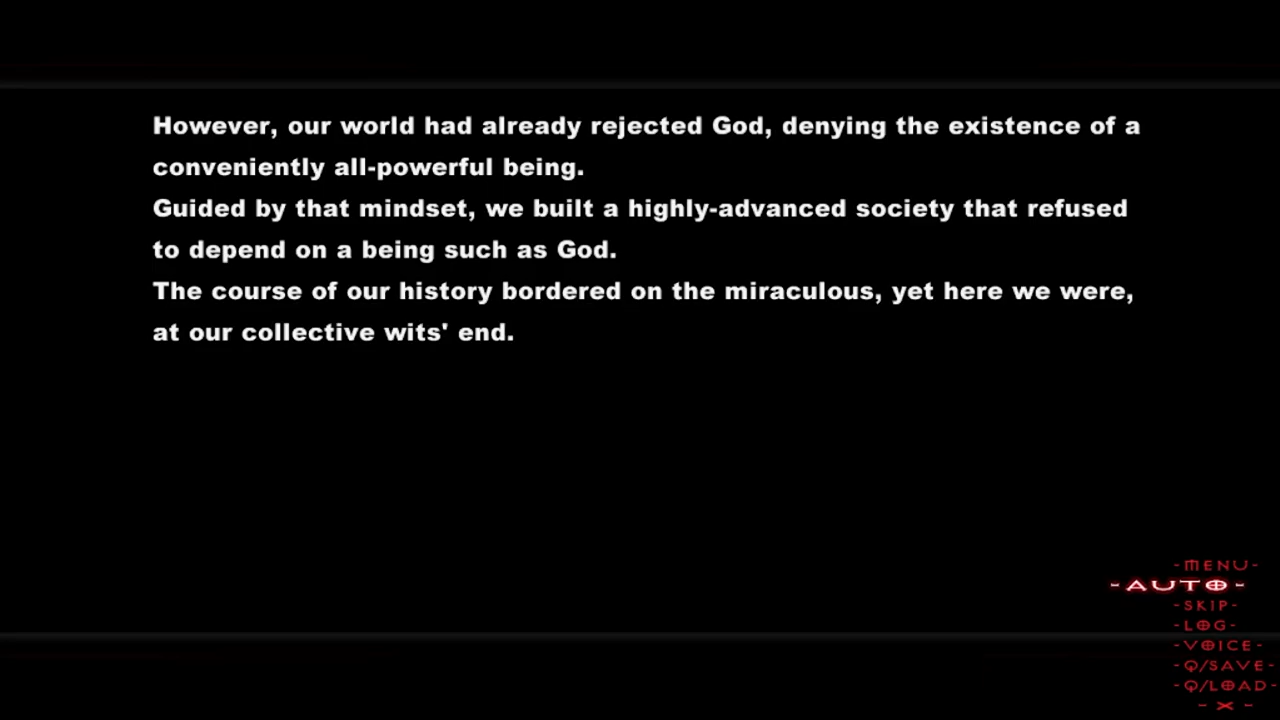 However, our world had already rejected God, denying the existence of a
conveniently all-powerful being.
Guided by that mindset, we built a highly-advanced society that refused
to depend on a being such as God.
The course of our history bordered on the miraculous, yet here we were,
at our collective wits' end.
-MENU-
-AUTO-
-SKIP-
-LOG-
-VOICE-
-Q/SAVE-
-Q/LOAD-
-X-